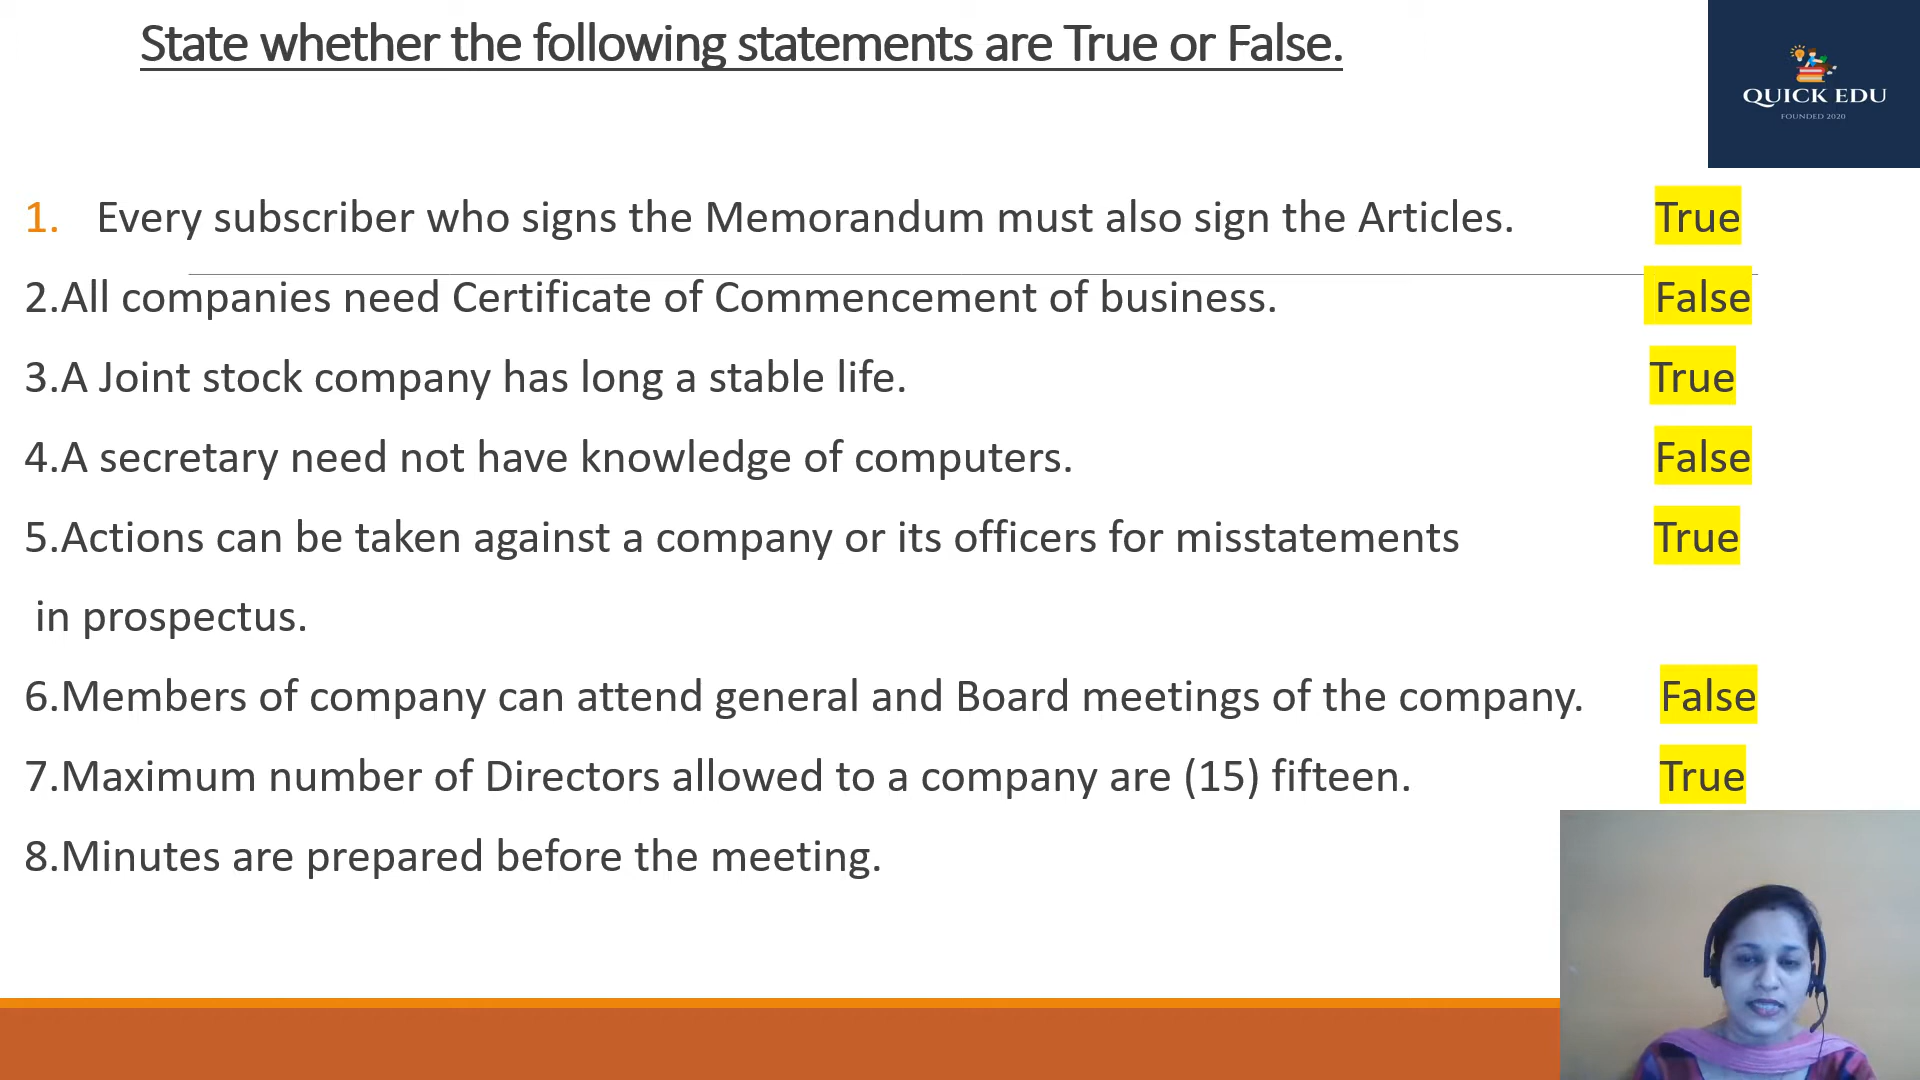 State whether the following statements are True or False.
QUICK EDU
FOUNDED 2020
1. Every subscriber who signs the Memorandum must also sign the Articles. True
2.All companies need Certificate of Commencement of business. False
3.A Joint stock company has long a stable life. True
4.A secretary need not have knowledge of computers. False
5.Actions can be taken against a company or its officers for misstatements True
in prospectus.
6.Members of company can attend general and Board meetings of the company. False
7.Maximum number of Directors allowed to a company are (15) fifteen. True
8.Minutes are prepared before the meeting.